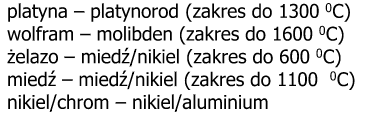 platyna – platynorod (zakres do 1300 ⁰C)
wolfram – molibden (zakres do 1600 ⁰C)
żelazo – miedź/nikiel (zakres do 600 ⁰C)
miedź – miedź/nikiel (zakres do 1100 ⁰C)
nikiel/chrom – nikiel/aluminium